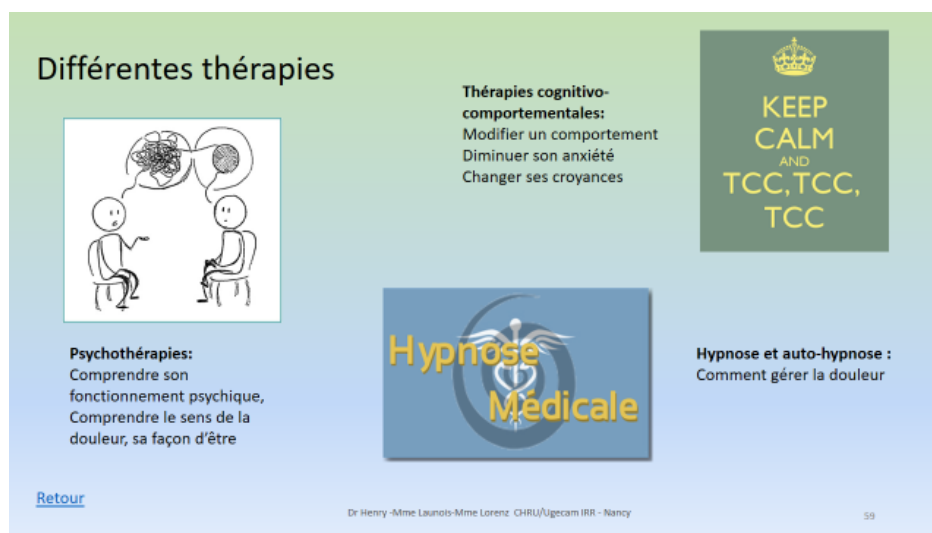 Différentes thérapies
Thérapies cognitivo-
comportementales:
Modifier un comportement
Diminuer son anxiété
Changer ses croyances
KEEP
CALM
AND
TCC, TCC,
TCC
Hypnose
Médicale
Psychothérapies:
Comprendre son
fonctionnement psychique,
Comprendre le sens de la
douleur, sa façon d'être
Hypnose et auto-hypnose :
Comment gérer la douleur
Retour
Dr Henry -Mme Launois-Mme Lorenz CHRU/Ugecam IRR - Nancy
59